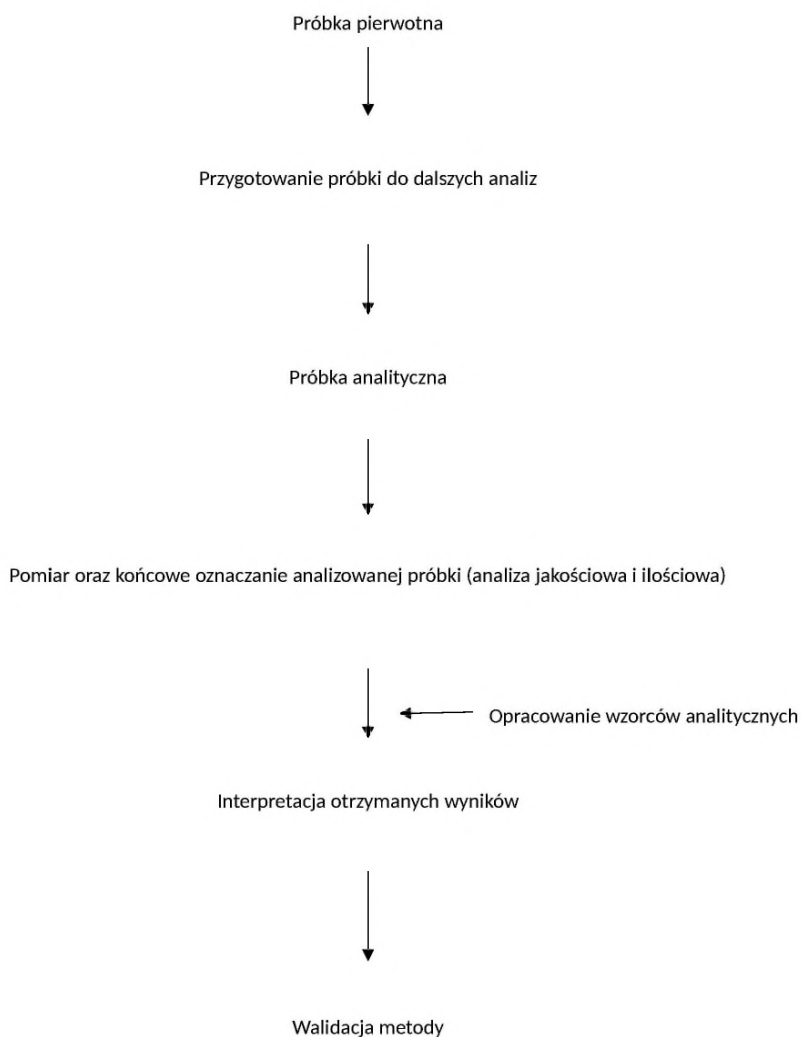 Próbka pierwotna
Przygotowanie próbki do dalszych analiz
Próbka analityczna
Pomiar oraz końcowe oznaczanie analizowanej próbki (analiza jakościowa i ilościowa)
Opracowanie wzorców analitycznych
Interpretacja otrzymanych wyników
Walidacja metody